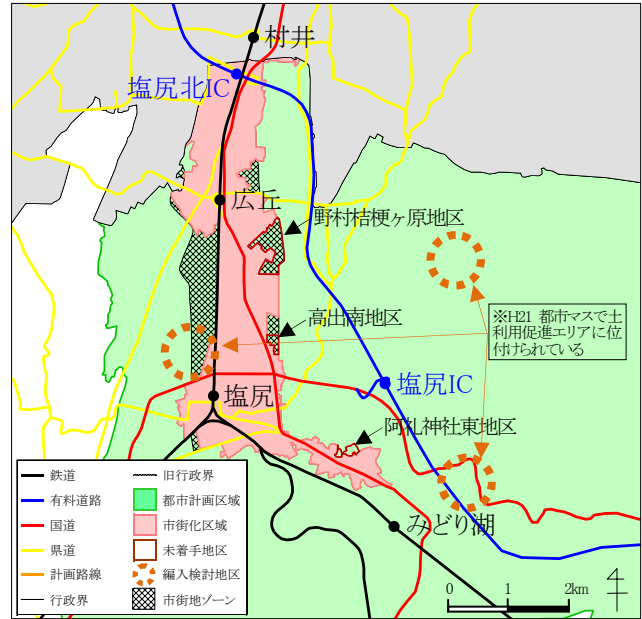 村井
塩尻北IC
広丘
野村桔梗ヶ原地区
※H21 都市マスで土
利用促進エリアに位
付けられている
高出南地区
塩尻IC
塩尻
阿礼神社東地区
みどり湖
鉄道
有料道路
国道
県道
計画路線
行政界
旧行政界
都市計画区域
市街化区域
未着手地区
編入検討地区
市街地ゾーン
0 1 2km